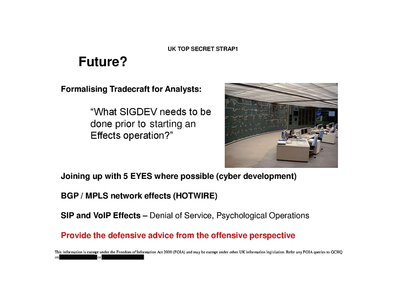 UK TOP SECRET STRAP1
Future?
Formalising Tradecraft for Analysts:
“What SIGDEV needs to be
done prior to starting an
Effects operation?”
Joining up with 5 EYES where possible (cyber development)
BGP / MPLS network effects (HOTWIRE)
SIP and VoIP Effects – Denial of Service, Psychological Operations
Provide the defensive advice from the offensive perspective
This information is exempt under the Freedom of Information Act 2000 (FOIA) and may be exempt under other UK information legislation. Refer any FOIA queries to GCHQ
on or